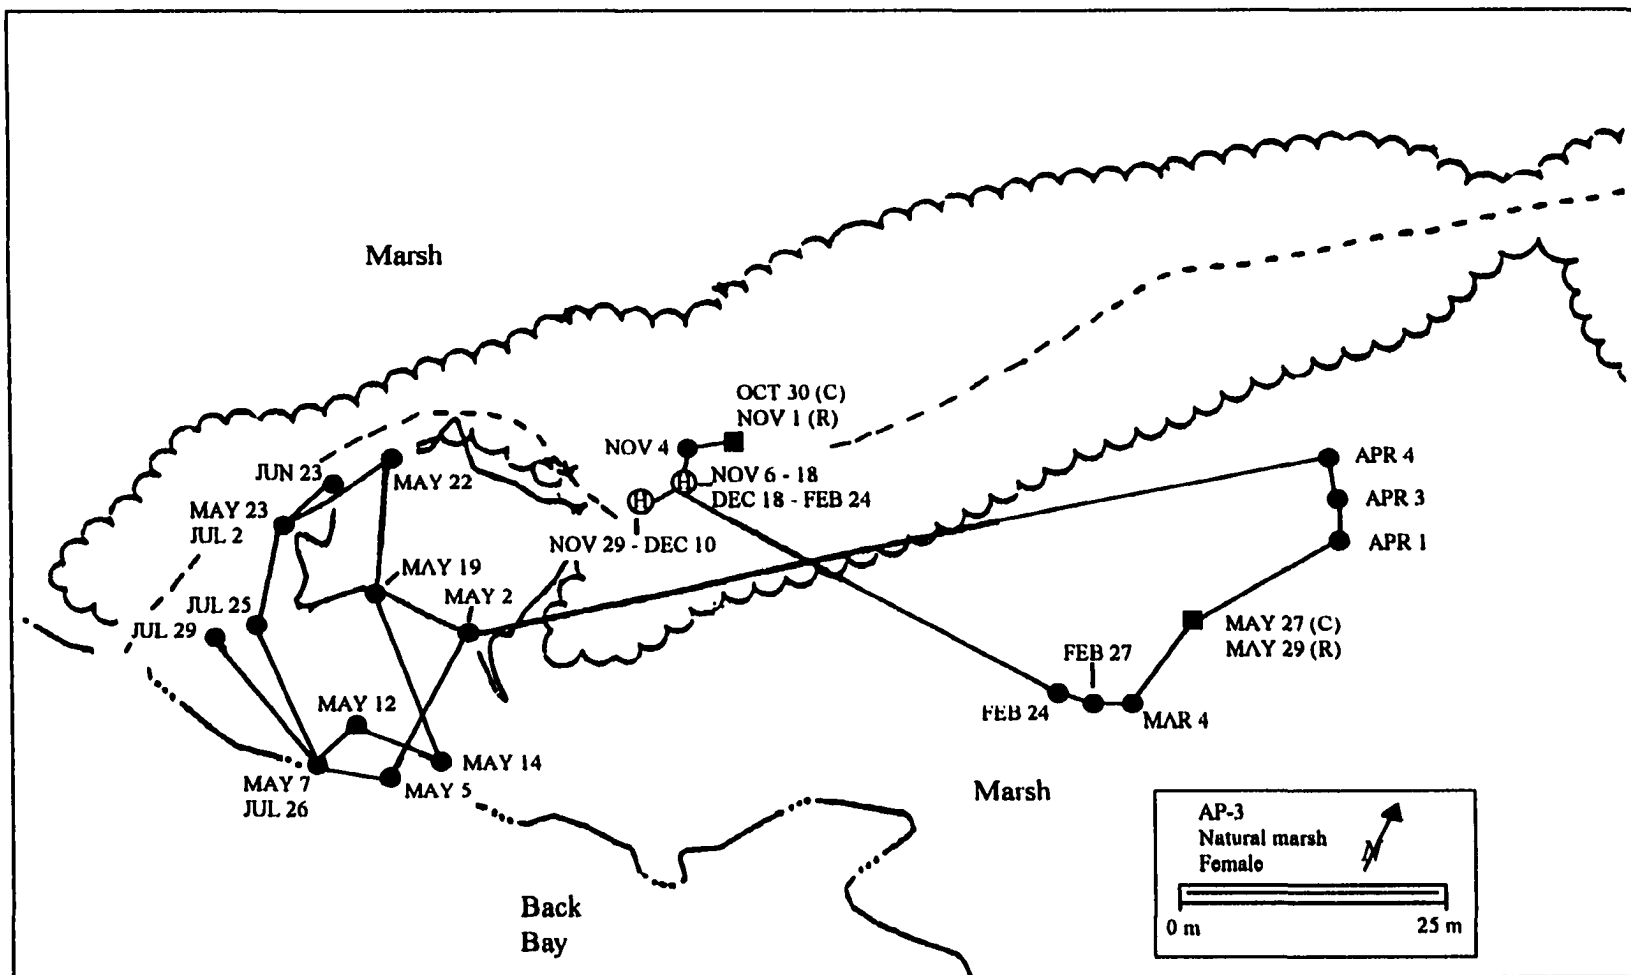 Marsh
OCT 30 (C)
NOV 1 (R)
NOV 4
H
NOV 6 - 18
DEC 18 - FEB 24
H
NOV 29 - DEC 10
JUN 23
MAY 22
MAY 23
JUL 2
MAY 19
MAY 2
JUL 25
JUL 29
MAY 12
MAY 14
MAY 7
JUL 26
MAY 5
APR 4
APR 3
APR 1
MAY 27 (C)
MAY 29 (R)
FEB 27
FEB 24
MAR 4
Marsh
Back
Bay
AP-3
Natural marsh
Female
N
0 m
25 m